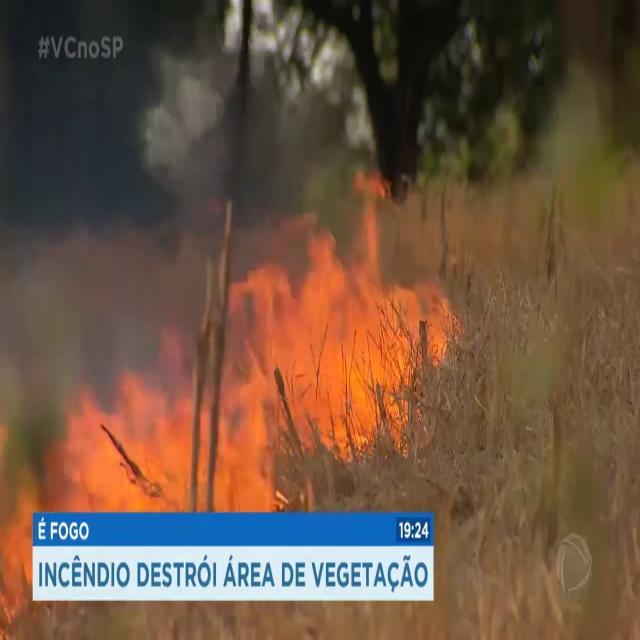 #VCnoSP
É FOGO
19:24
INCÊNDIO DESTRÓI ÁREA DE VEGETAÇÃO